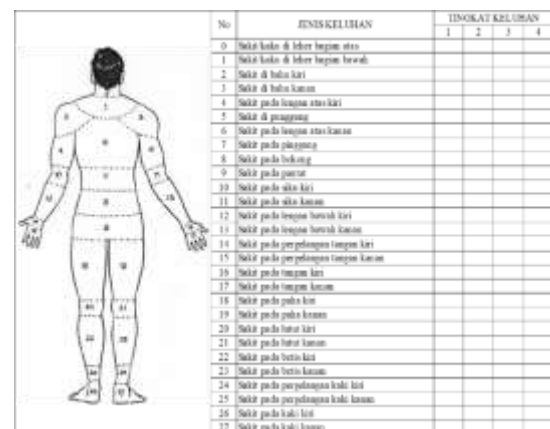 No JENIS KELUHAN TINGKAT KELUHAN
1 2 3 4
0 Sakit kaku di leher bagian atas
1 Sakit kaku di leher bagian bawah
2 Sakit di bahu kiri
3 Sakit di bahu kanan
4 Sakit pada lengan atas kiri
5 Sakit di punggung
6 Sakit pada lengan atas kanan
7 Sakit pada pinggang
8 Sakit pada bokong
9 Sakit pada pantat
10 Sakit pada siku kiri
11 Sakit pada siku kanan
12 Sakit pada lengan bawah kiri
13 Sakit pada lengan bawah kanan
14 Sakit pada pergelangan tangan kiri
15 Sakit pada pergelangan tangan kanan
16 Sakit pada tangan kiri
17 Sakit pada tangan kanan
18 Sakit pada paha kiri
19 Sakit pada paha kanan
20 Sakit pada lutut kiri
21 Sakit pada lutut kanan
22 Sakit pada betis kiri
23 Sakit pada betis kanan
24 Sakit pada pergelangan kaki kiri
25 Sakit pada pergelangan kaki kanan
26 Sakit pada kaki kiri
27 Sakit pada kaki kanan